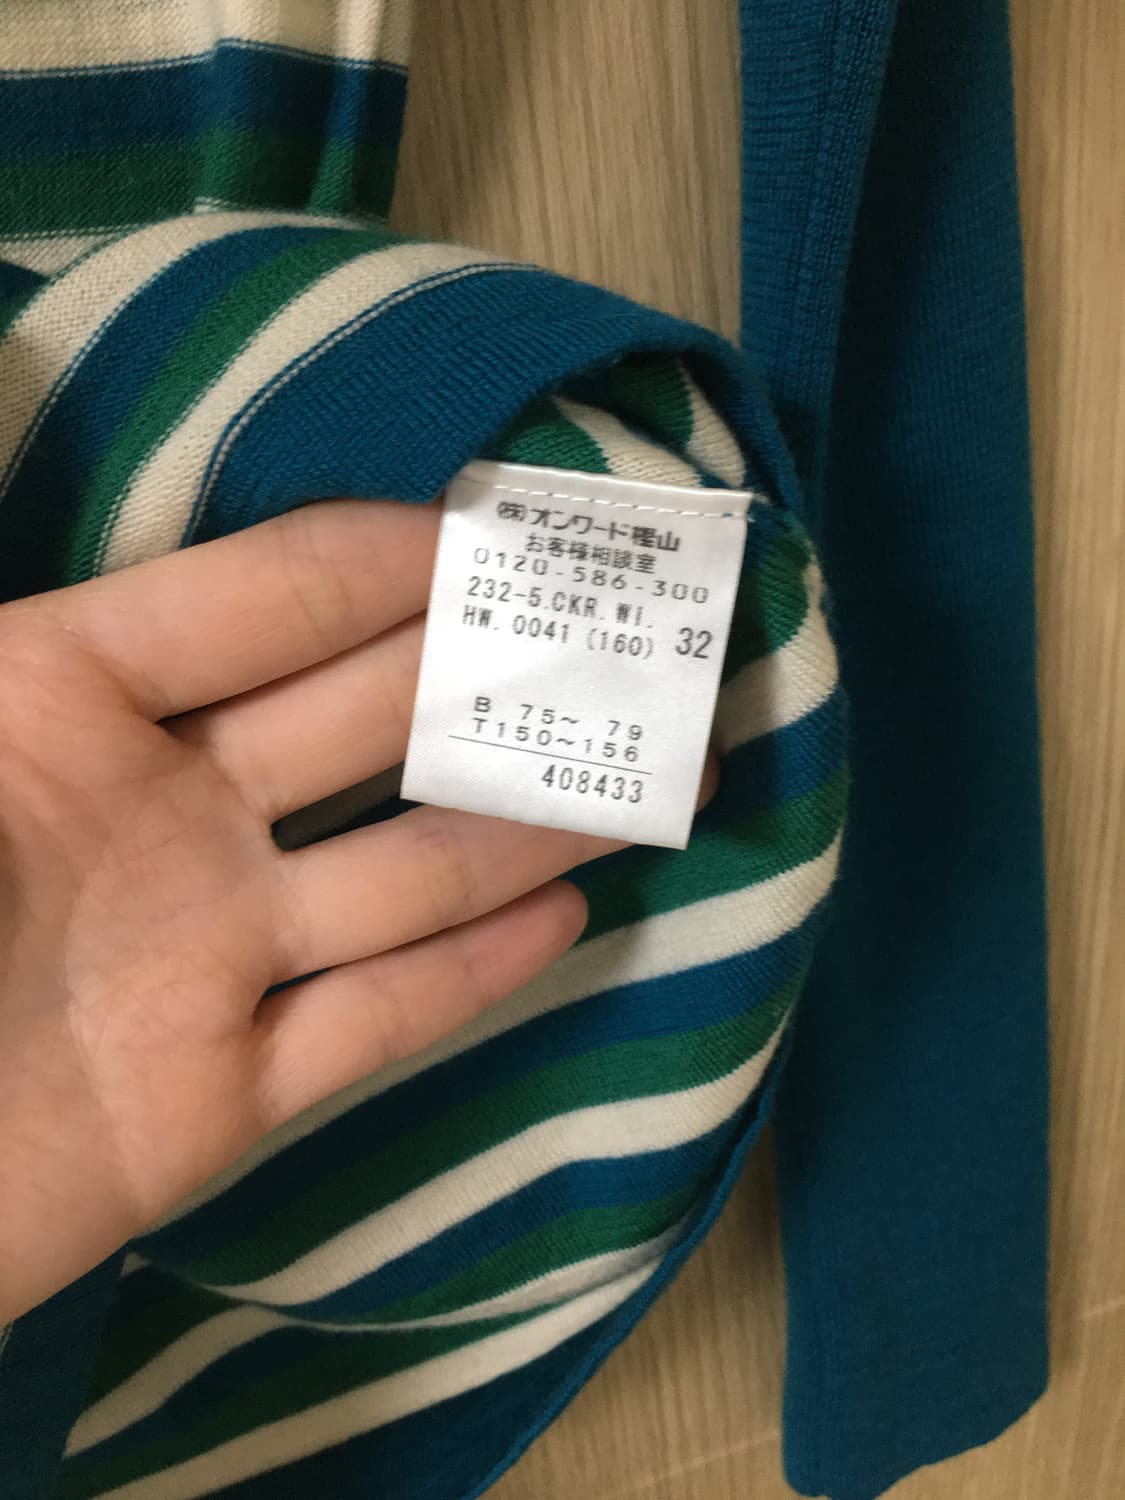 ㈱オンワード樫山
お客様相談室
0120-586-300
232-5.CKR.WI.
HW.0041 (160) 32
B 75～ 79
T150～156
408433